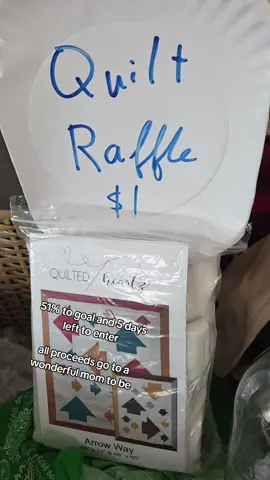 Quilt
Raffle
$1
QUILTED
heartz
51% to goal and 5 days
left to enter
all proceeds go to a
wonderful mom to be
Arrow Way